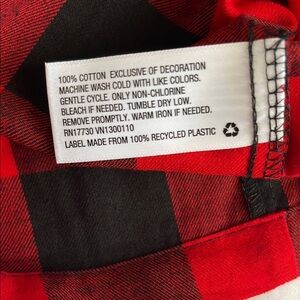 100% COTTON EXCLUSIVE OF DECORATION
MACHINE WASH COLD WITH LIKE COLORS.
GENTLE CYCLE. ONLY NON-CHLORINE
BLEACH IF NEEDED. TUMBLE DRY LOW.
REMOVE PROMPTLY. WARM IRON IF NEEDED.
RN17730 VN1300110
LABEL MADE FROM 100% RECYCLED PLASTIC